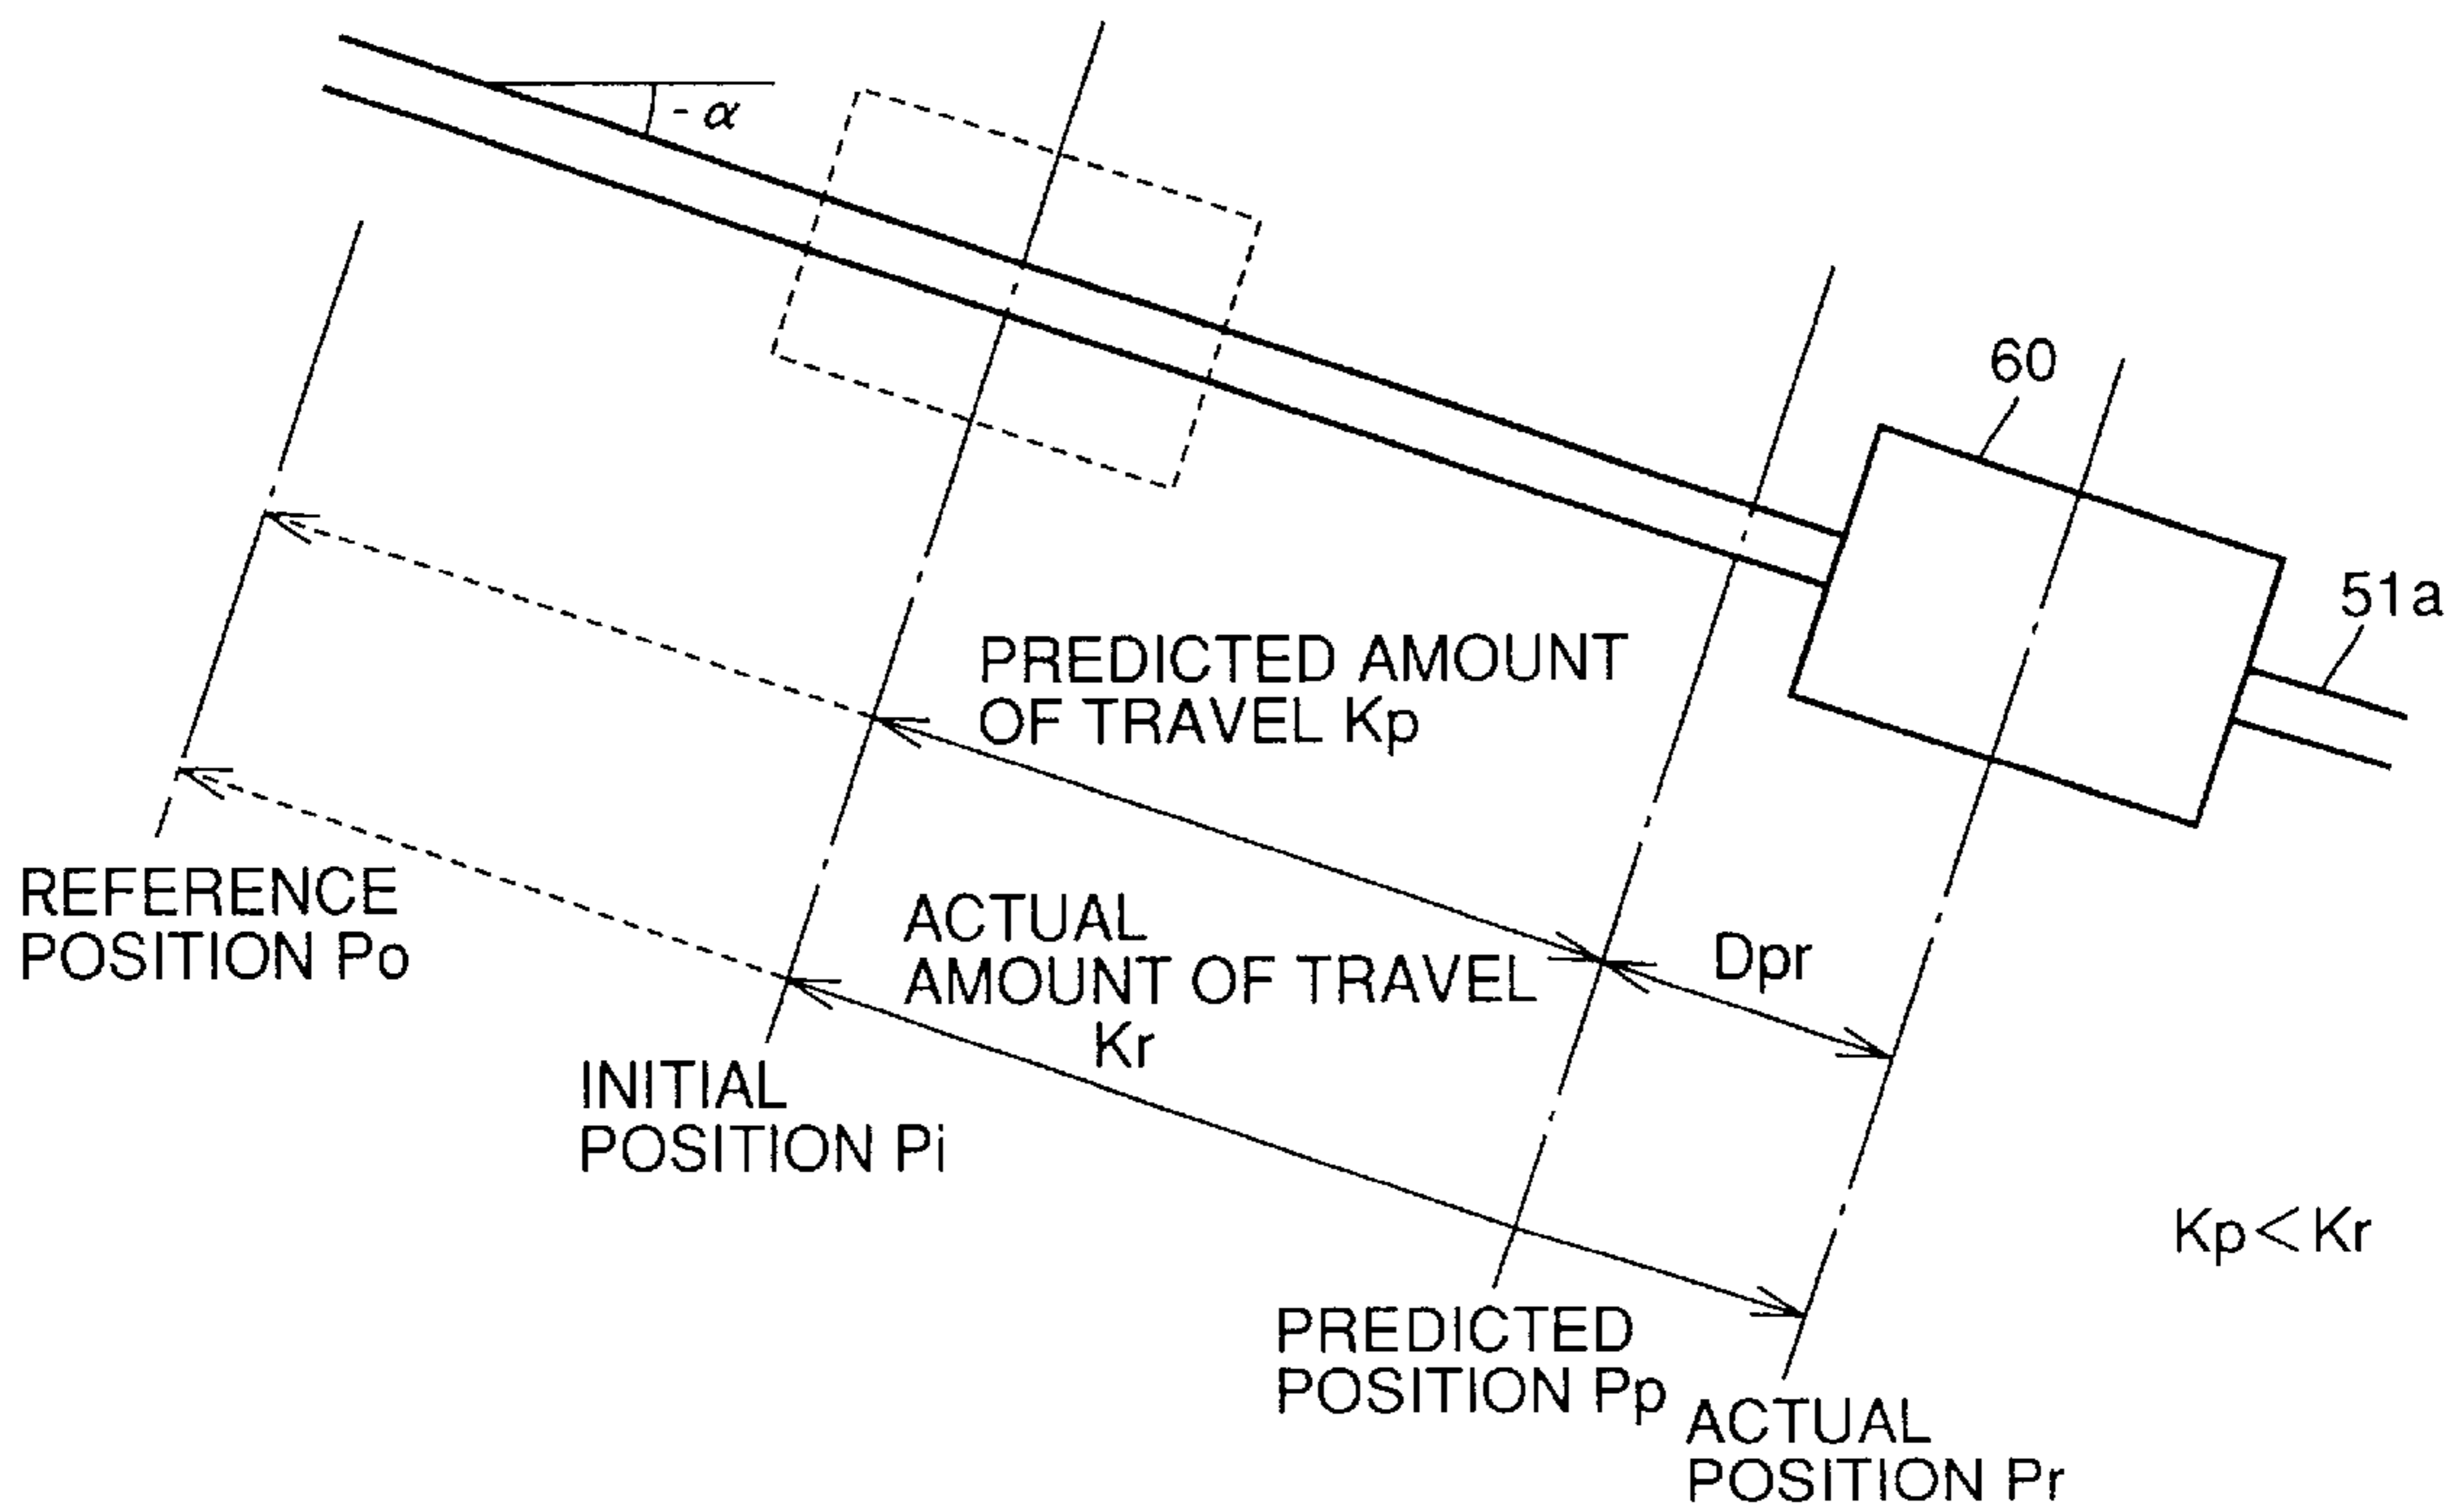 - α
60
51a
PREDICTED AMOUNT
OF TRAVEL Kp
REFERENCE
POSITION Po
ACTUAL
AMOUNT OF TRAVEL
Kr
Dpr
INITIAL
POSITION Pi
Kp<Kr
PREDICTED
POSITION Pp
ACTUAL
POSITION Pr